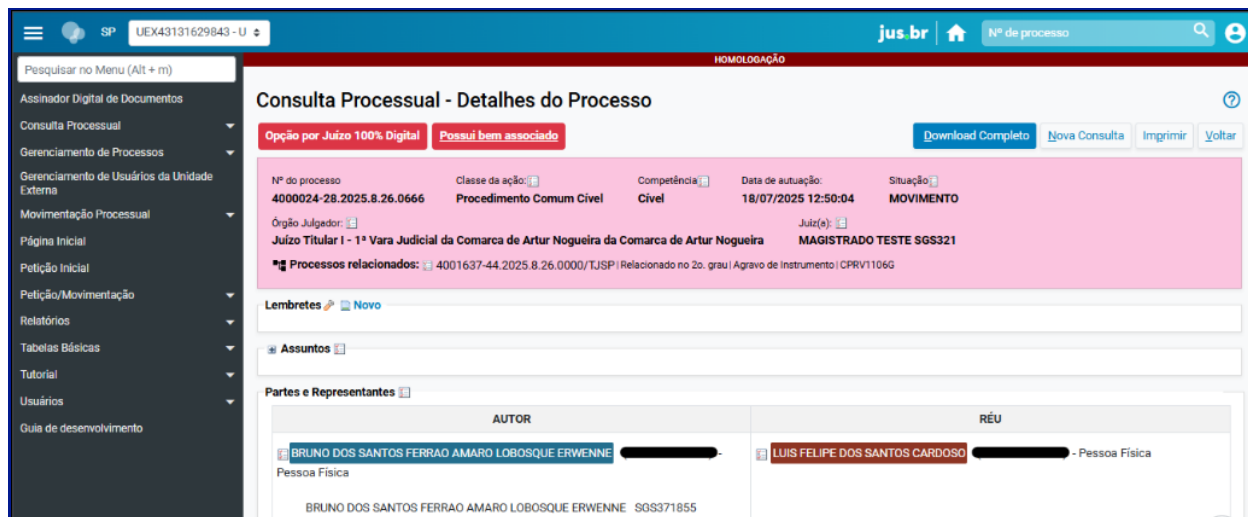 SP UEX43131629843 - U jus.br Nº de processo
HOMOLOGAÇÃO
Pesquisar no Menu (Alt + m)
Assinador Digital de Documentos
Consulta Processual
Gerenciamento de Processos
Gerenciamento de Usuários da Unidade
Externa
Movimentação Processual
Página Inicial
Petição Inicial
Petição/Movimentação
Relatórios
Tabelas Básicas
Tutorial
Usuários
Guia de desenvolvimento
Consulta Processual - Detalhes do Processo
Opção por Juízo 100% Digital Possui bem associado Download Completo Nova Consulta Imprimir Voltar
Nº do processo Classe da ação: Competência Data de autuação: Situação
4000024-28.2025.8.26.0666 Procedimento Comum Cível Cível 18/07/2025 12:50:04 MOVIMENTO
Órgão Julgador: Juiz(a):
Juízo Titular I - 1ª Vara Judicial da Comarca de Artur Nogueira da Comarca de Artur Nogueira MAGISTRADO TESTE SGS321
Processos relacionados: 4001637-44.2025.8.26.0000/TJSP | Relacionado no 2o. grau | Agravo de Instrumento | CPRV1106G
Lembretes Novo
Assuntos
Partes e Representantes
AUTOR RÉU
BRUNO DOS SANTOS FERRAO AMARO LOBOSQUE ERWENNE - LUIS FELIPE DOS SANTOS CARDOSO - Pessoa Física
Pessoa Física
BRUNO DOS SANTOS FERRAO AMARO LOBOSQUE ERWENNE SGS371855